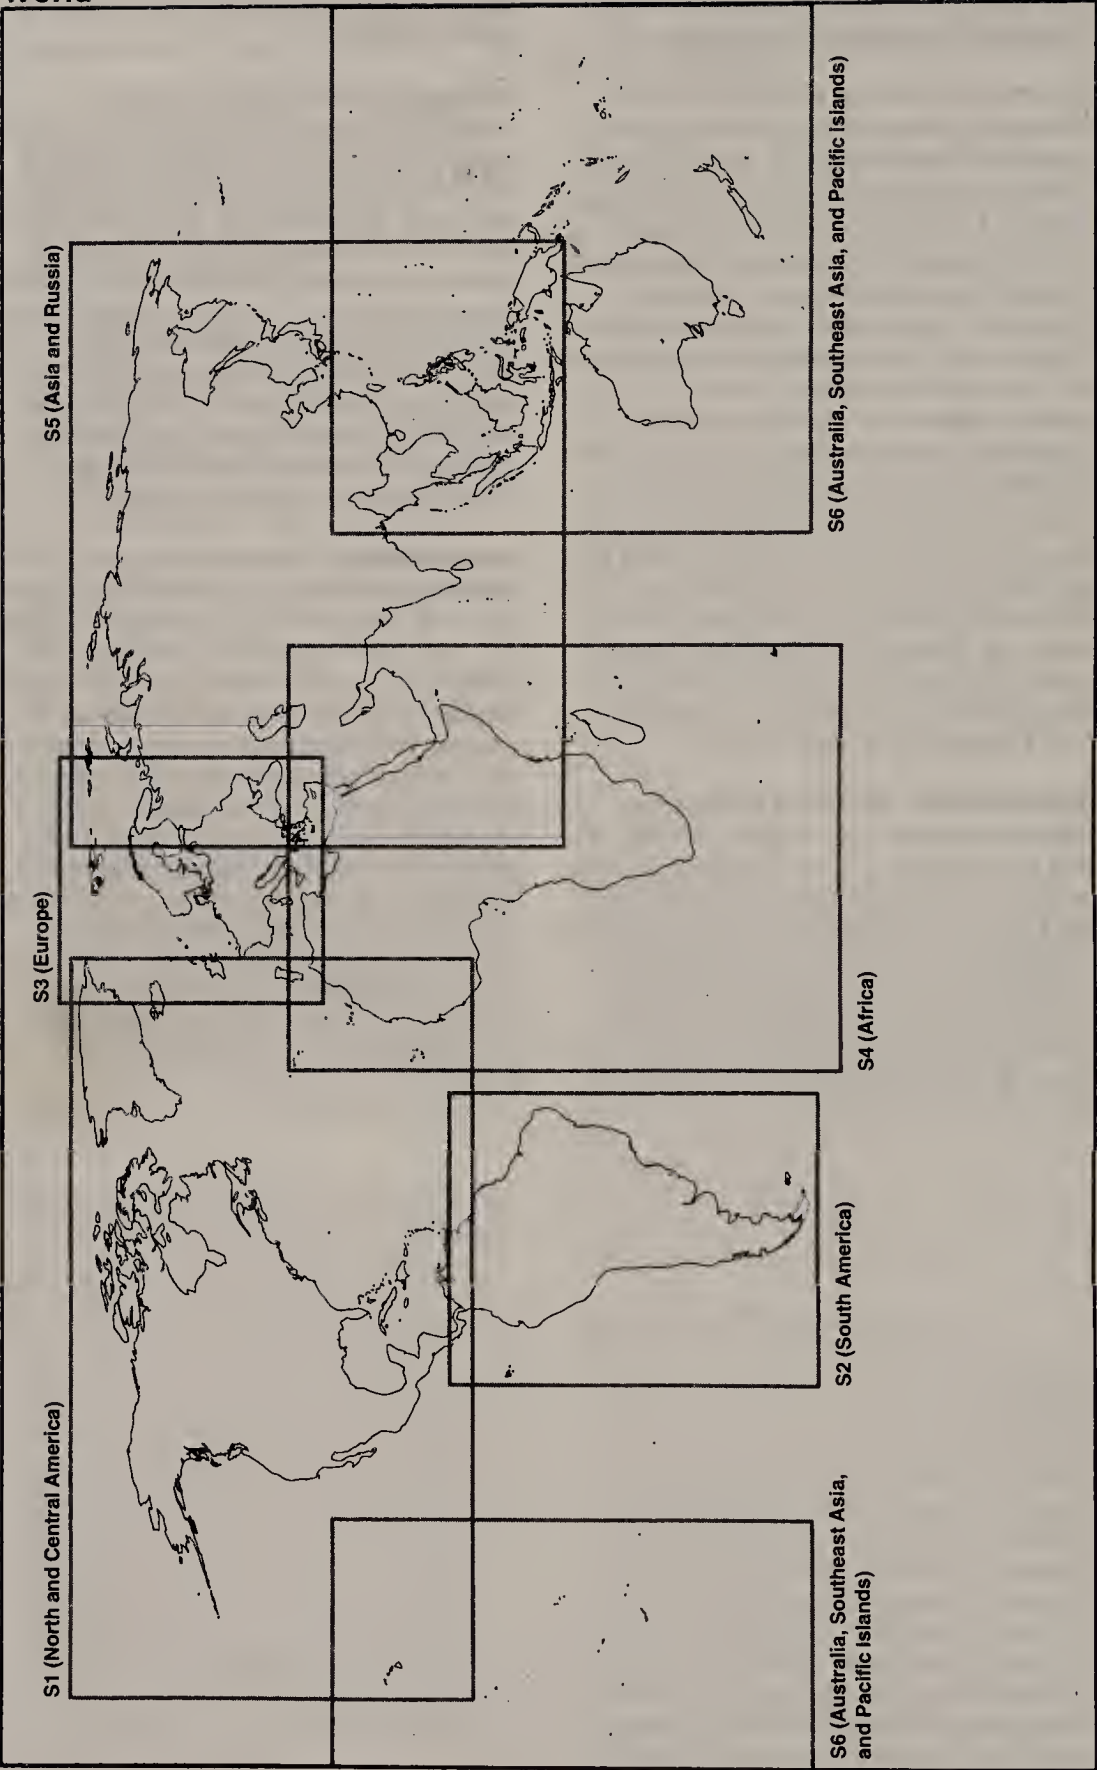 S1 (North and Central America)
S3 (Europe)
S5 (Asia and Russia)
S6 (Australia, Southeast Asia,
and Pacific Islands)
S2 (South America)
S4 (Africa)
S6 (Australia, Southeast Asia, and Pacific Islands)